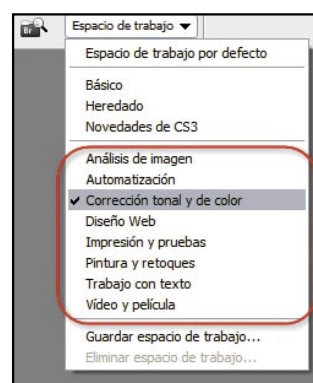 Br
Espacio de trabajo
Espacio de trabajo por defecto
Básico
Heredado
Novedades de CS3
Análisis de imagen
Automatización
Corrección tonal y de color
Diseño Web
Impresión y pruebas
Pintura y retoques
Trabajo con texto
Vídeo y película
Guardar espacio de trabajo...
Eliminar espacio de trabajo...